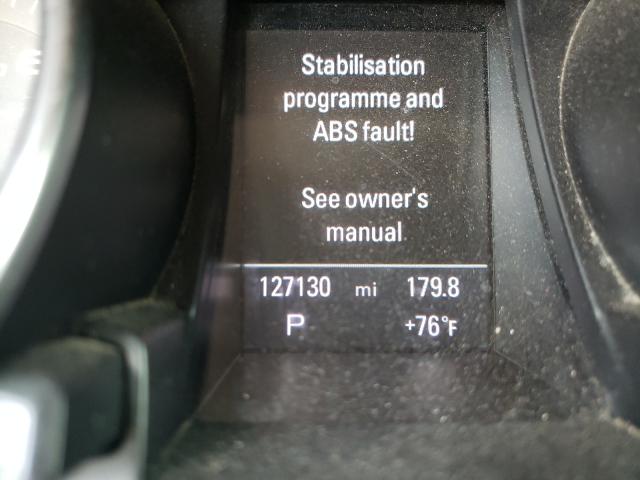 Stabilisation
programme and
ABS fault!
See owner's
manual
127130 mi 179.8
P +76°F